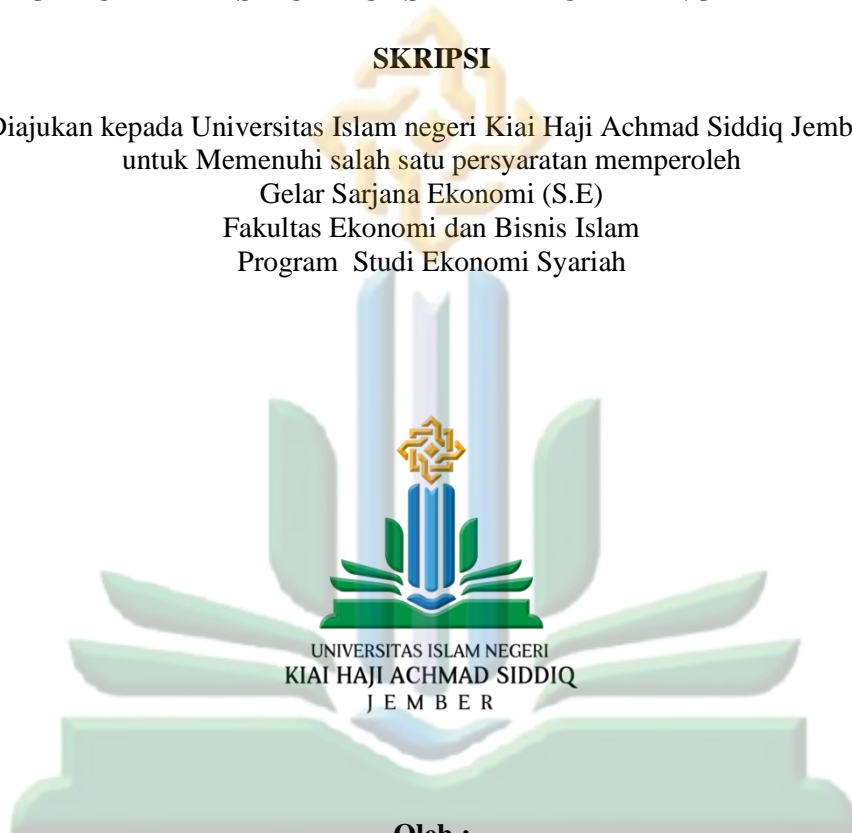 SKRIPSI
Diajukan kepada Universitas Islam negeri Kiai Haji Achmad Siddiq Jemb
untuk Memenuhi salah satu persyaratan memperoleh
Gelar Sarjana Ekonomi (S.E)
Fakultas Ekonomi dan Bisnis Islam
Program Studi Ekonomi Syariah
UNIVERSITAS ISLAM NEGERI
KIAI HAJI ACHMAD SIDDIQ
JEMBER
Oleh :